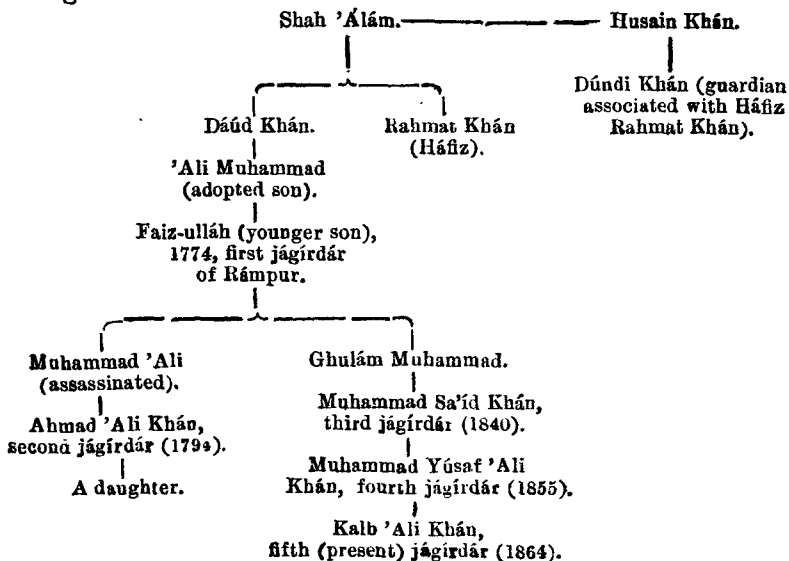 Shah 'Álám. Husain Khán.
Dúndi Khán (guardian
associated with Háfiz
Rahmat Khán).
Dáúd Khán. Rahmat Khán
(Háfiz).
'Ali Muhammad
(adopted son).
Faiz-ulláh (younger son),
1774, first jágírdár
of Rámpur.
Muhammad 'Ali
(assassinated).
Ahmad 'Ali Khán,
second jágírdár (1794).
A daughter.
Ghulám Muhammad.
Muhammad Sa'íd Khán,
third jágírdár (1840).
Muhammad Yúsaf 'Ali
Khán, fourth jágírdár (1855).
Kalb 'Ali Khán,
fifth (present) jágírdár (1864).